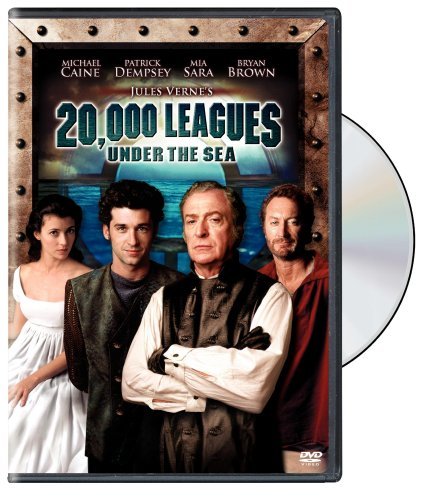 MICHAEL PATRICK MIA BRYAN
CAINE DEMPSEY SARA BROWN
JULES VERNE'S
20,000 LEAGUES
UNDER THE SEA
DVD
VIDEO